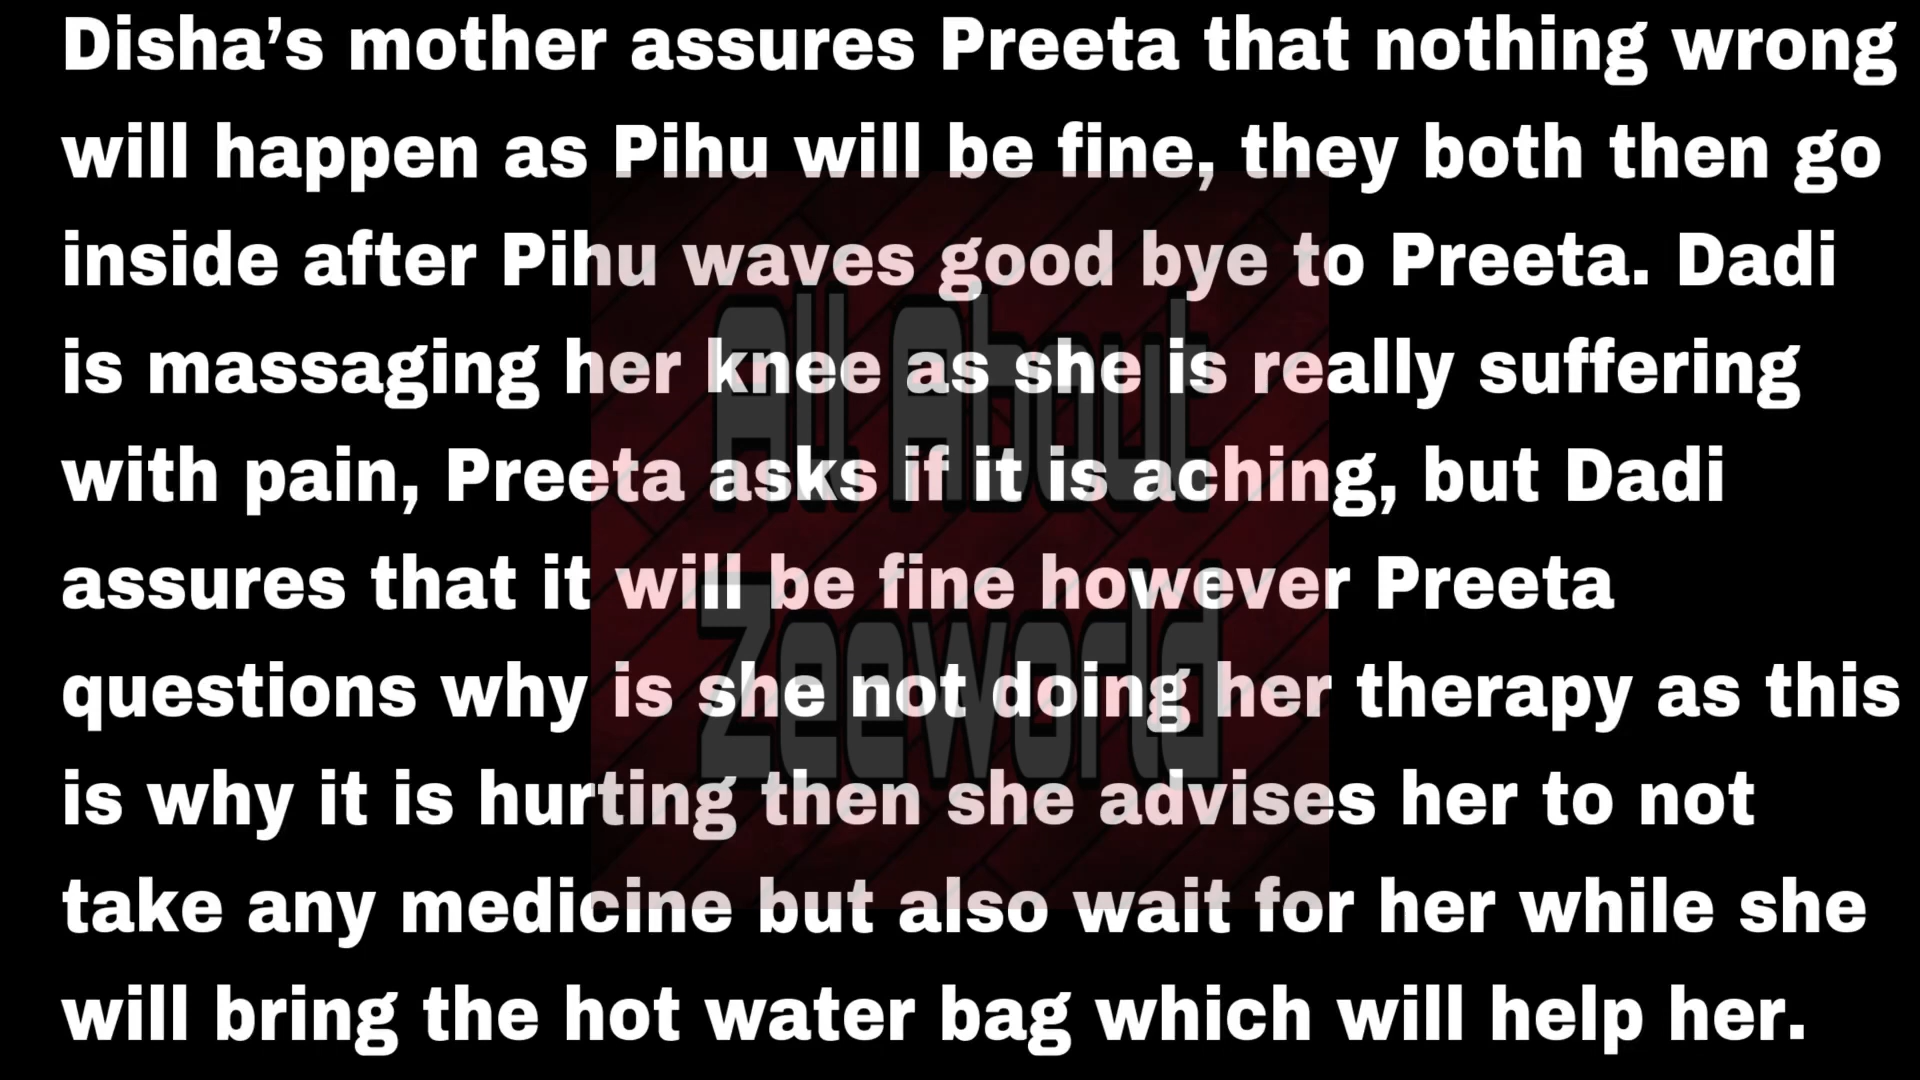 Disha’s mother assures Preeta that nothing wrong
will happen as Pihu will be fine, they both then go
inside after Pihu waves good bye to Preeta. Dadi
is massaging her knee as she is really suffering
with pain, Preeta asks if it is aching, but Dadi
assures that it will be fine however Preeta
questions why is she not doing her therapy as this
is why it is hurting then she advises her to not
take any medicine but also wait for her while she
will bring the hot water bag which will help her.
All About
Zeeworld